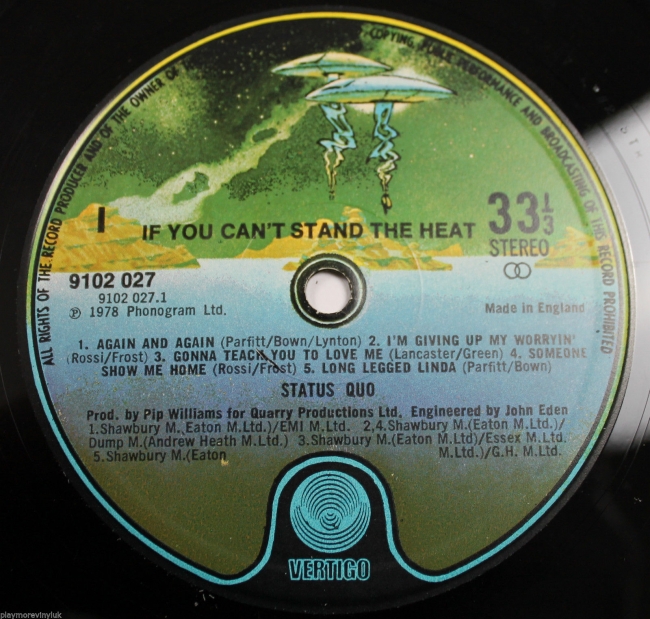 ALL RIGHTS OF THE RECORD PRODUCER AND OF THE OWNER OF
COPYING, PUBLIC PERFORMANCE AND BROADCASTING OF THIS RECORD PROHIBITED
I
IF YOU CAN'T STAND THE HEAT
33 1/3
STEREO
9102 027
9102 027.1
℗ 1978 Phonogram Ltd.
Made in England
1. AGAIN AND AGAIN (Parfitt/Bown/Lynton) 2. I'M GIVING UP MY WORRYIN'
(Rossi/Frost) 3. GONNA TEACH YOU TO LOVE ME (Lancaster/Green) 4. SOMEONE
SHOW ME HOME (Rossi/Frost) 5. LONG LEGGED LINDA (Parfitt/Bown)
STATUS QUO
Prod. by Pip Williams for Quarry Productions Ltd. Engineered by John Eden
1.Shawbury M.(Eaton M.Ltd.)/EMI M.Ltd. 2,4.Shawbury M.(Eaton M.Ltd.)/
Dump M.(Andrew Heath M.Ltd.) 3.Shawbury M.(Eaton M.Ltd)/Essex M.Ltd.
5.Shawbury M.(Eaton M.Ltd.)/G.H. M.Ltd.
VERTIGO
playmorevinyluk